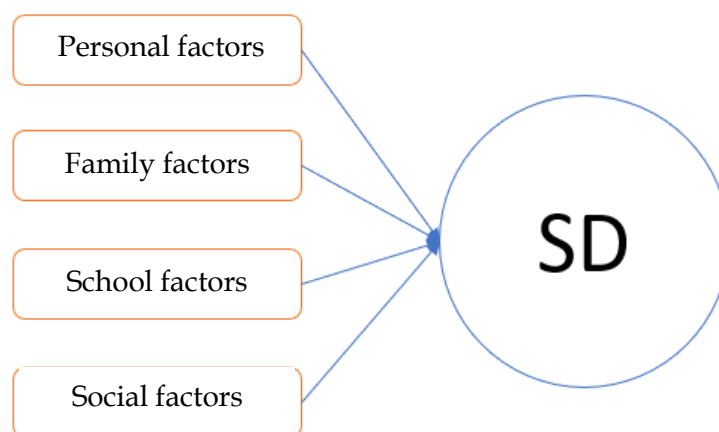 Personal factors
Family factors
School factors
Social factors
SD